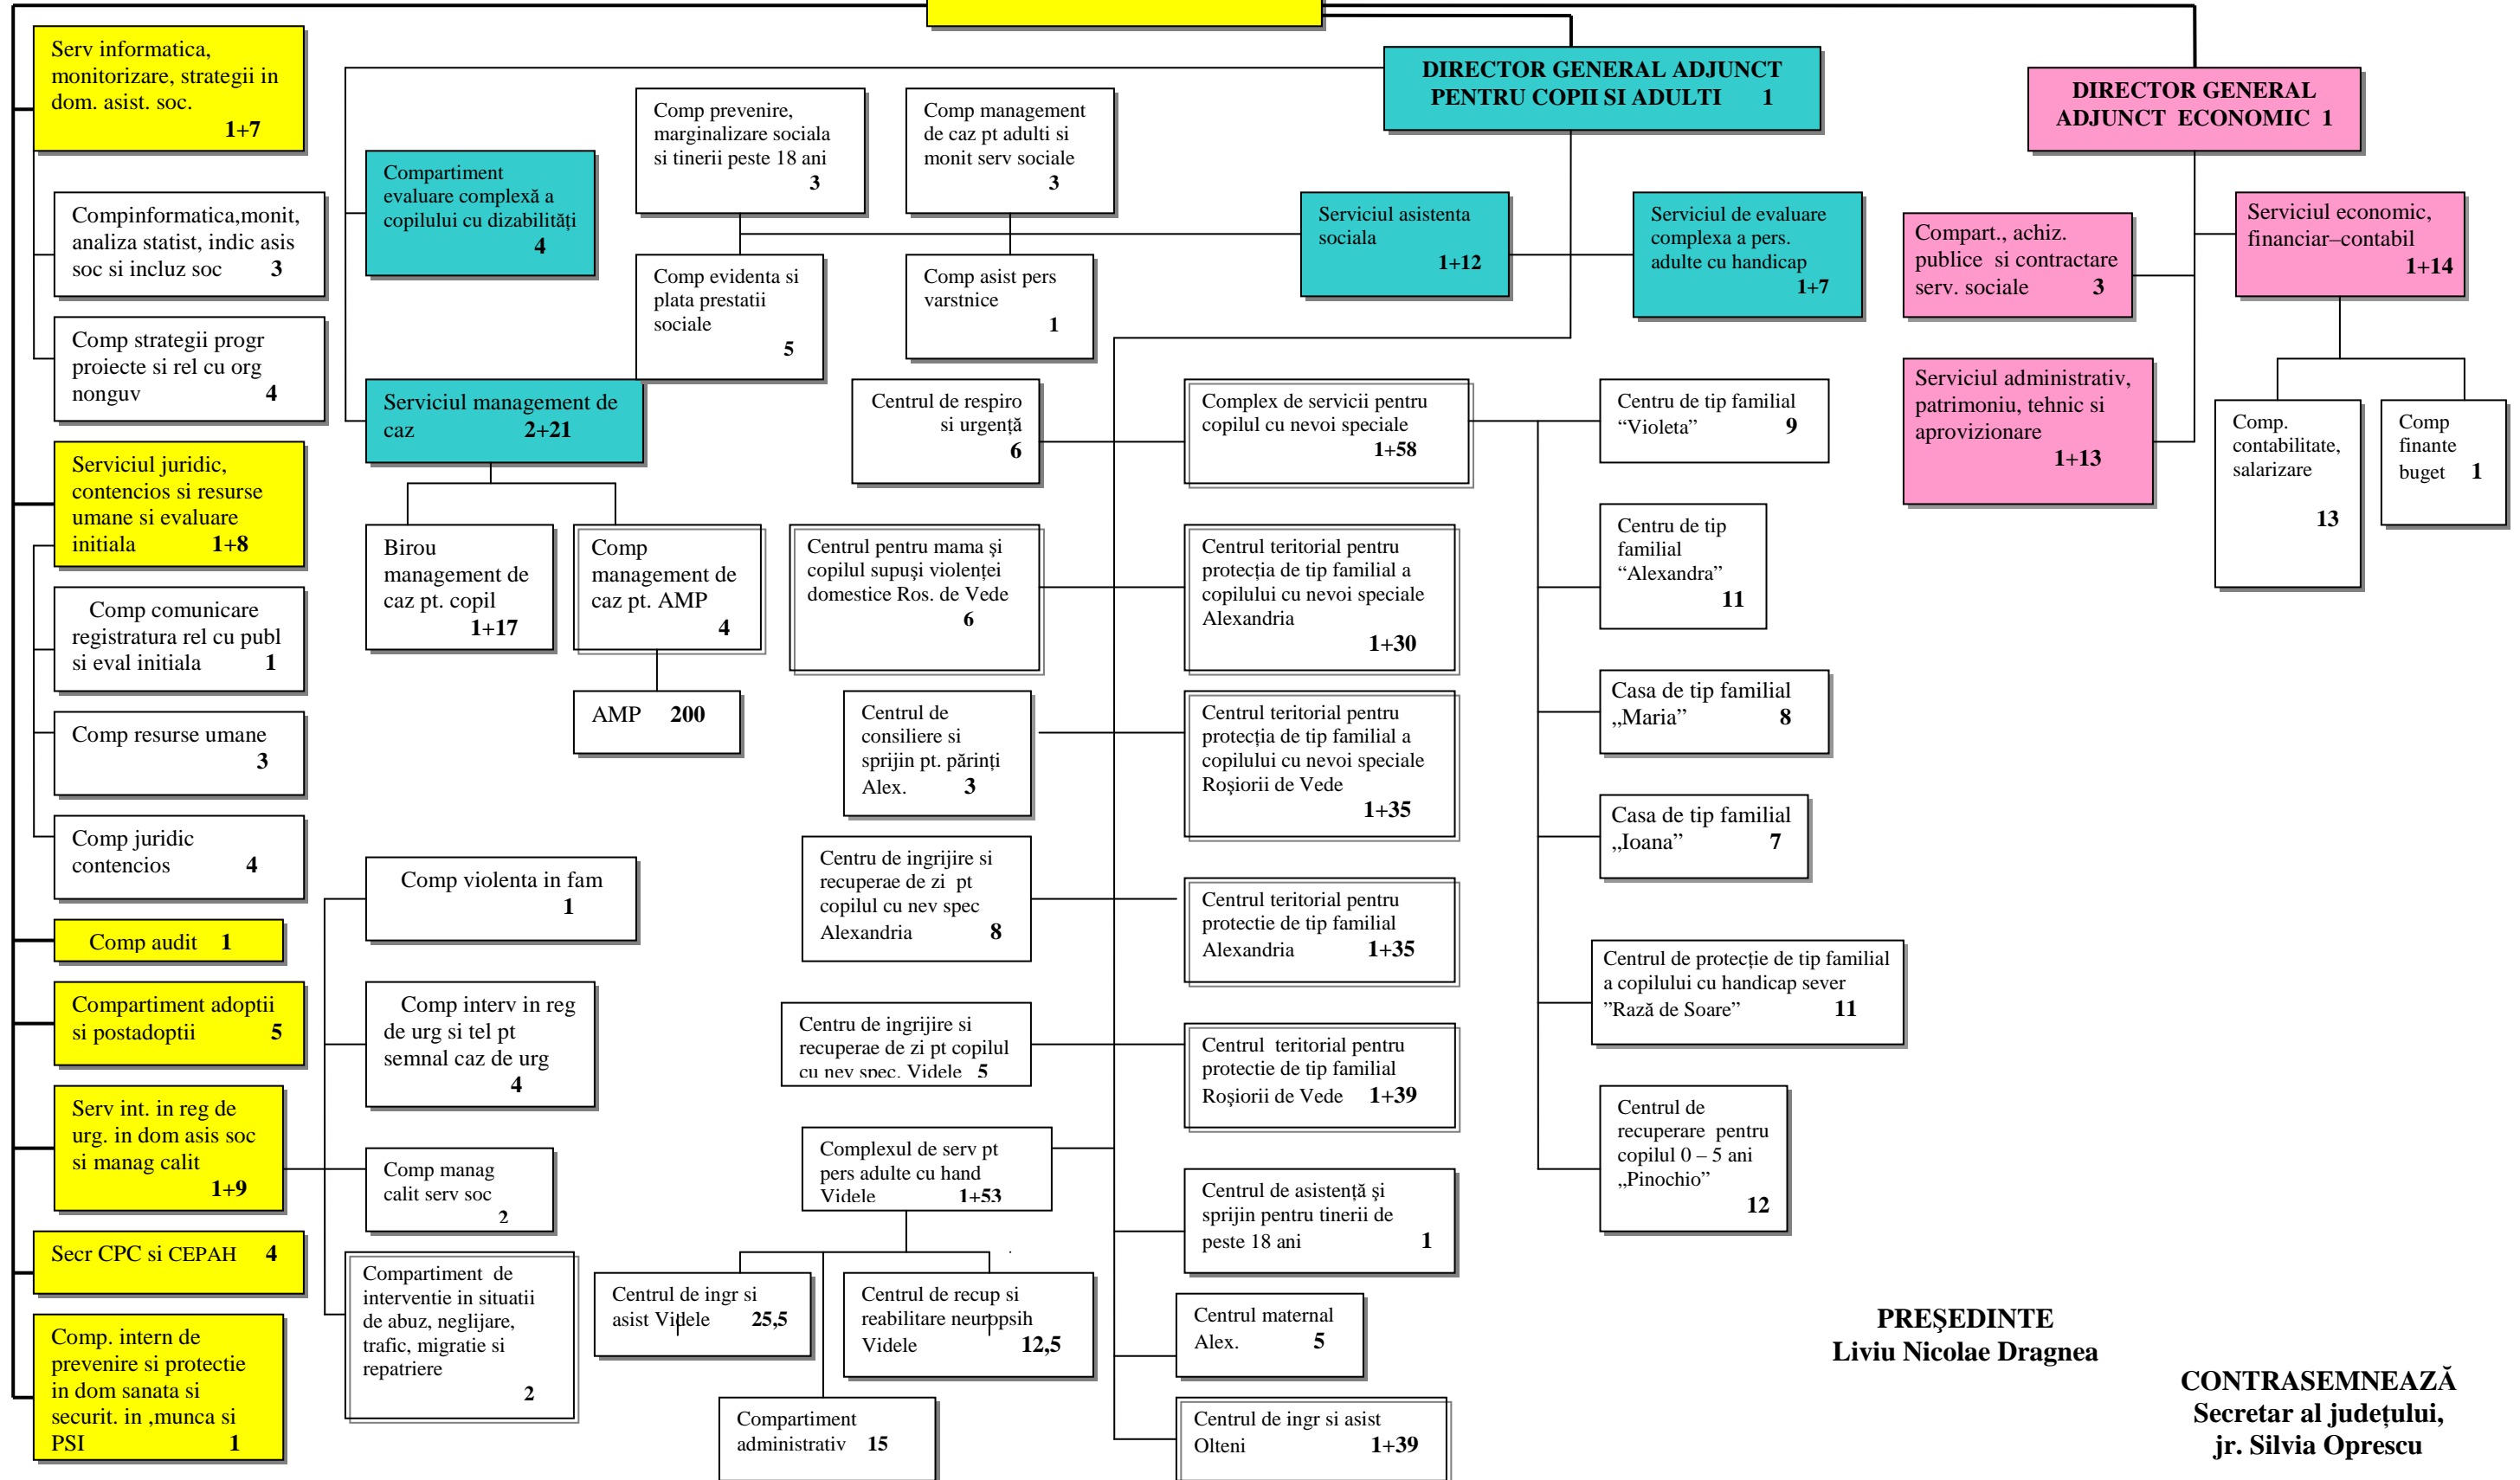 Serv informatica,
monitorizare, strategii in
dom. asist. soc.
1+7
Compinformatica,monit,
analiza statist, indic asis
soc si incluz soc 3
Comp strategii progr
proiecte si rel cu org
nonguv 4
Serviciul juridic,
contencios si resurse
umane si evaluare
initiala 1+8
Comp comunicare
registratura rel cu publ
si eval initiala 1
Comp resurse umane
3
Comp juridic
contencios 4
Comp audit 1
Compartiment adoptii
si postadoptii 5
Serv int. in reg de
urg. in dom asis soc
si manag calit
1+9
Secr CPC si CEPAH 4
Comp. intern de
prevenire si protectie
in dom sanata si
securit. in ,munca si
PSI 1
DIRECTOR GENERAL ADJUNCT
PENTRU COPII SI ADULTI 1
Compartiment
evaluare complexă a
copilului cu dizabilități
4
Comp prevenire,
marginalizare sociala
si tinerii peste 18 ani
3
Comp management
de caz pt adulti si
monit serv sociale
3
Serviciul asistenta
sociala
1+12
Serviciul de evaluare
complexa a pers.
adulte cu handicap
1+7
Comp evidenta si
plata prestatii
sociale
5
Comp asist pers
varstnice
1
Serviciul management de
caz 2+21
Birou
management de
caz pt. copil
1+17
Comp
management de
caz pt. AMP
4
AMP 200
Comp violenta in fam
1
Comp interv in reg
de urg si tel pt
semnal caz de urg
4
Comp manag
calit serv soc
2
Compartiment de
interventie in situatii
de abuz, neglijare,
trafic, migratie si
repatriere
2
Centrul de respiro
si urgență
6
Centrul pentru mama şi
copilul supuşi violenței
domestice Ros. de Vede
6
Centrul de
consiliere si
sprijin pt. părinți
Alex. 3
Centru de ingrijire si
recuperae de zi pt
copilul cu nev spec
Alexandria 8
Centru de ingrijire si
recuperae de zi pt copilul
cu nev spec. Videle 5
Complexul de serv pt
pers adulte cu hand
Videle 1+53
Centrul de ingr si
asist Videle 25,5
Centrul de recup si
reabilitare neuropsih
Videle 12,5
Compartiment
administrativ 15
Complex de servicii pentru
copilul cu nevoi speciale
1+58
Centrul teritorial pentru
protecția de tip familial a
copilului cu nevoi speciale
Alexandria
1+30
Centrul teritorial pentru
protecția de tip familial a
copilului cu nevoi speciale
Roşiorii de Vede
1+35
Centrul teritorial pentru
protectie de tip familial
Alexandria 1+35
Centrul teritorial pentru
protectie de tip familial
Roşiorii de Vede 1+39
Centrul de asistență şi
sprijin pentru tinerii de
peste 18 ani 1
Centrul maternal
Alex. 5
Centrul de ingr si asist
Olteni 1+39
Centru de tip familial
“Violeta” 9
Centru de tip
familial
“Alexandra”
11
Casa de tip familial
„Maria” 8
Casa de tip familial
„Ioana” 7
Centrul de protecție de tip familial
a copilului cu handicap sever
”Rază de Soare” 11
Centrul de
recuperare pentru
copilul 0 – 5 ani
„Pinochio”
12
DIRECTOR GENERAL
ADJUNCT ECONOMIC 1
Compart., achiz.
publice si contractare
serv. sociale 3
Serviciul economic,
financiar–contabil
1+14
Serviciul administrativ,
patrimoniu, tehnic si
aprovizionare
1+13
Comp.
contabilitate,
salarizare
13
Comp
finante
buget 1
PREŞEDINTE
Liviu Nicolae Dragnea
CONTRASEMNEAZĂ
Secretar al județului,
jr. Silvia Oprescu